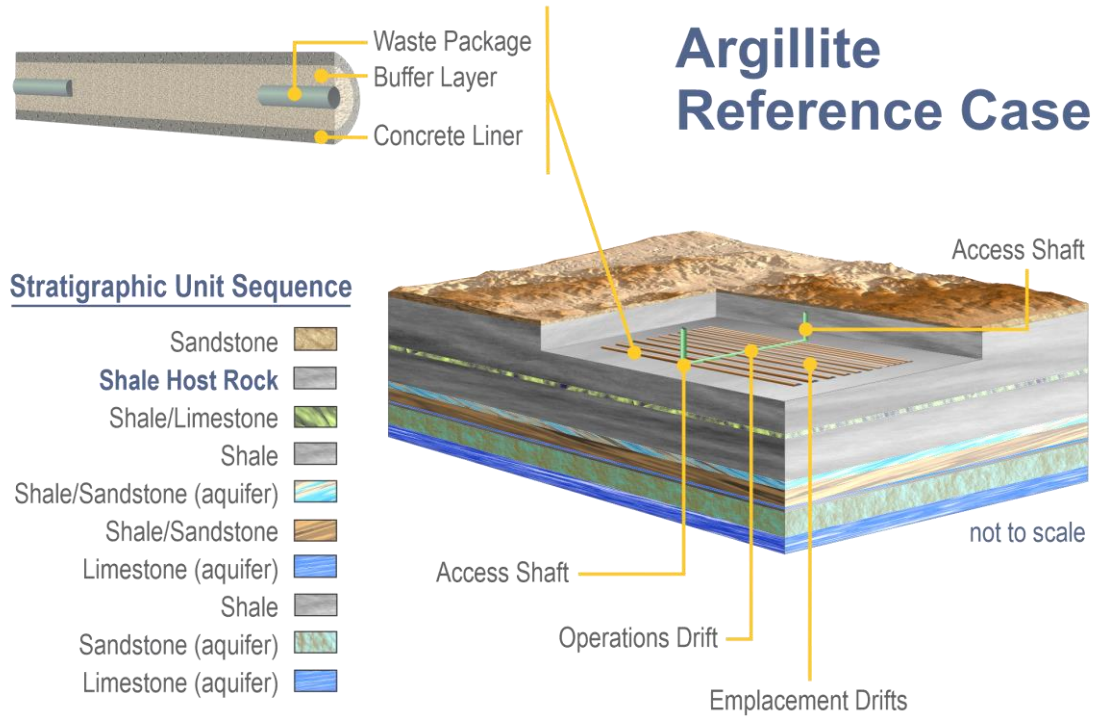 Argillite
Reference Case
Waste Package
Buffer Layer
Concrete Liner
Access Shaft
Stratigraphic Unit Sequence
Sandstone
Shale Host Rock
Shale/Limestone
Shale
Shale/Sandstone (aquifer)
Shale/Sandstone
Limestone (aquifer)
Shale
Sandstone (aquifer)
Limestone (aquifer)
not to scale
Access Shaft
Operations Drift
Emplacement Drifts